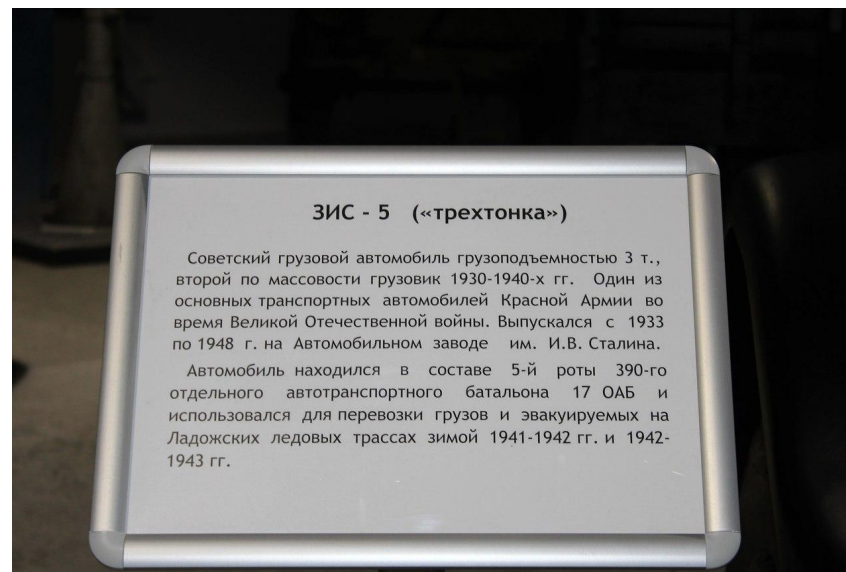 ЗИС - 5 («трехтонка»)
Советский грузовой автомобиль грузоподъемностью 3 т.,
второй по массовости грузовик 1930-1940-х гг. Один из
основных транспортных автомобилей Красной Армии во
время Великой Отечественной войны. Выпускался с 1933
по 1948 г. на Автомобильном заводе им. И.В. Сталина.
Автомобиль находился в составе 5-й роты 390-го
отдельного автотранспортного батальона 17 ОАБ и
использовался для перевозки грузов и эвакуируемых на
Ладожских ледовых трассах зимой 1941-1942 гг. и 1942-
1943 гг.